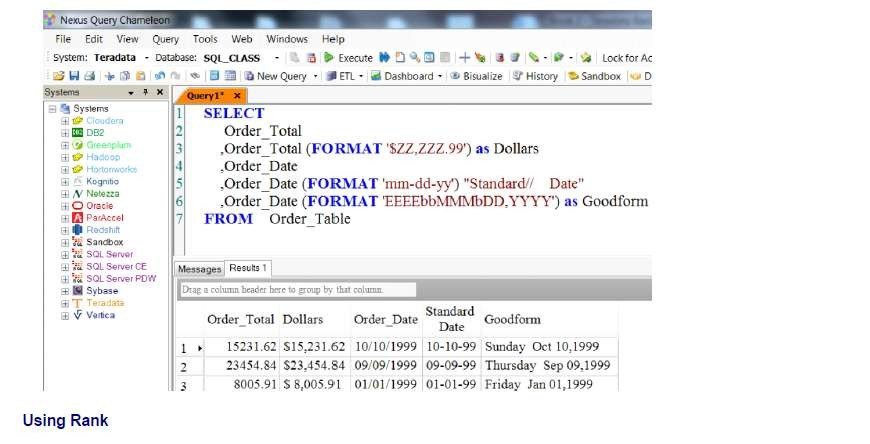 Nexus Query Chameleon
File Edit View Query Tools Web Windows Help
System: Teradata - Database: SQL_CLASS Execute Lock for Ac
New Query ETL Dashboard Bisualize History Sandbox D
Systems
Query1* x
Systems
Cloudera
DB2
Greenplum
Hadoop
Hortonworks
Kognitio
Netezza
Oracle
ParAccel
Redshift
Sandbox
SQL Server
SQL Server CE
SQL Server PDW
Sybase
Teradata
Vertica
1 SELECT
2 Order_Total
3 ,Order_Total (FORMAT '$ZZ,ZZZ.99') as Dollars
4 ,Order_Date
5 ,Order_Date (FORMAT 'mm-dd-yy') "Standard// Date"
6 ,Order_Date (FORMAT 'EEEEbbMMMbDD,YYYY') as Goodform
7 FROM Order_Table
Messages Results 1
Drag a column header here to group by that column.
Order_Total Dollars Order_Date Standard Date Goodform
1 15231.62 $15,231.62 10/10/1999 10-10-99 Sunday Oct 10,1999
2 23454.84 $23,454.84 09/09/1999 09-09-99 Thursday Sep 09,1999
3 8005.91 $ 8,005.91 01/01/1999 01-01-99 Friday Jan 01,1999
Using Rank